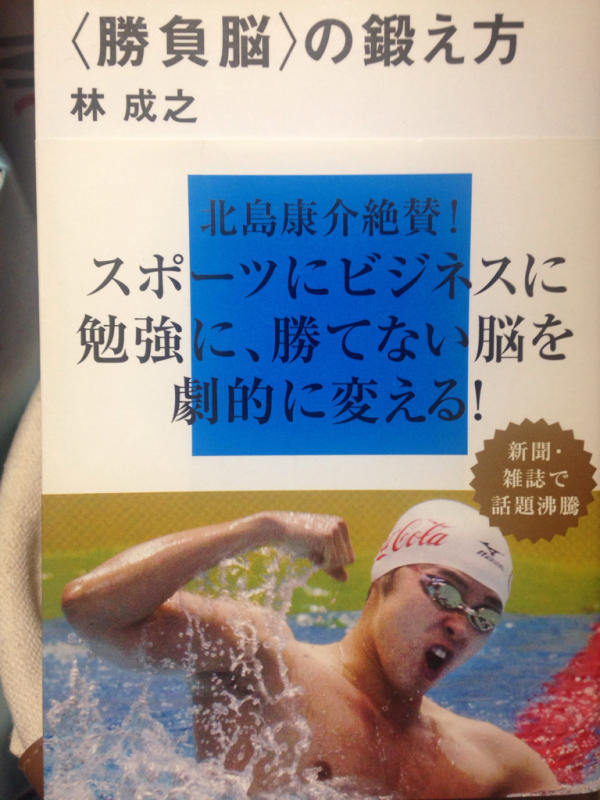 〈勝負脳〉の鍛え方
林 成之
北島康介絶賛!
スポーツにビジネスに
勉強に、勝てない脳を
劇的に変える!
新聞・
雑誌で
話題沸騰
Coca-Cola